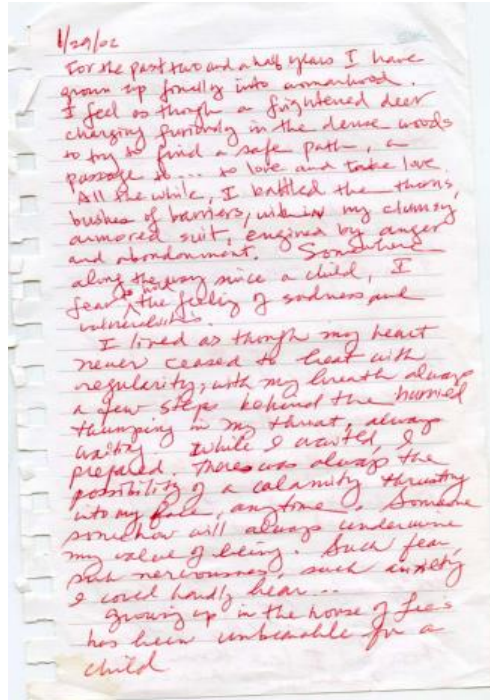 1/29/02
For the past two and a half years I have
grown up finally into womanhood.
I feel as though a frightened deer
charging furiously in the dense woods
to try to find a safe path, a
passage to ... to love and take love.
All the while, I battled the thorns,
bushes of barriers, within my clumsy
armored suit, engined by anger
and abondonment. Somewhere
along the way since a child, I
fear to the feeling of sadness and
vulnerabilities.
I lived as though my heart
never ceased to beat with
regularity, with my breath always
a few steps behind the hurried
thumping in my throat, always
waiting. While I waited, I
prepared. There was always the
possibility of a calamity thrusting
into my face, anytime. Someone
somehow will always undermine
my value of being. Such fear,
such nervousness, such anxiety
I could hardly hear...
Growing up in the house of
has been unbearable for a
child